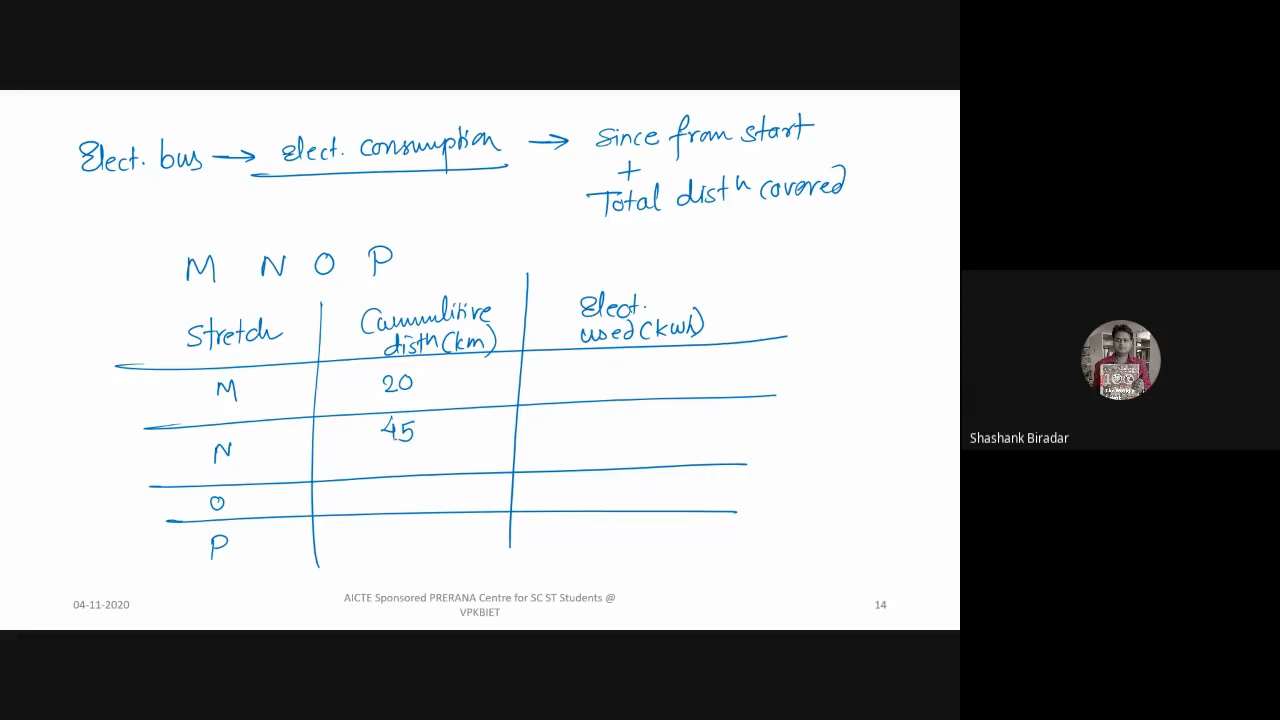 Elect. bus → elect. consumption → since from start
+
Total distn covered
M N O P
Stretch Cummulitive distn (km) Elect. used (kwh)
M 20
N 45
O
P
04-11-2020 AICTE Sponsored PRERANA Centre for SC ST Students @ 14
VPKBIET
Shashank Biradar